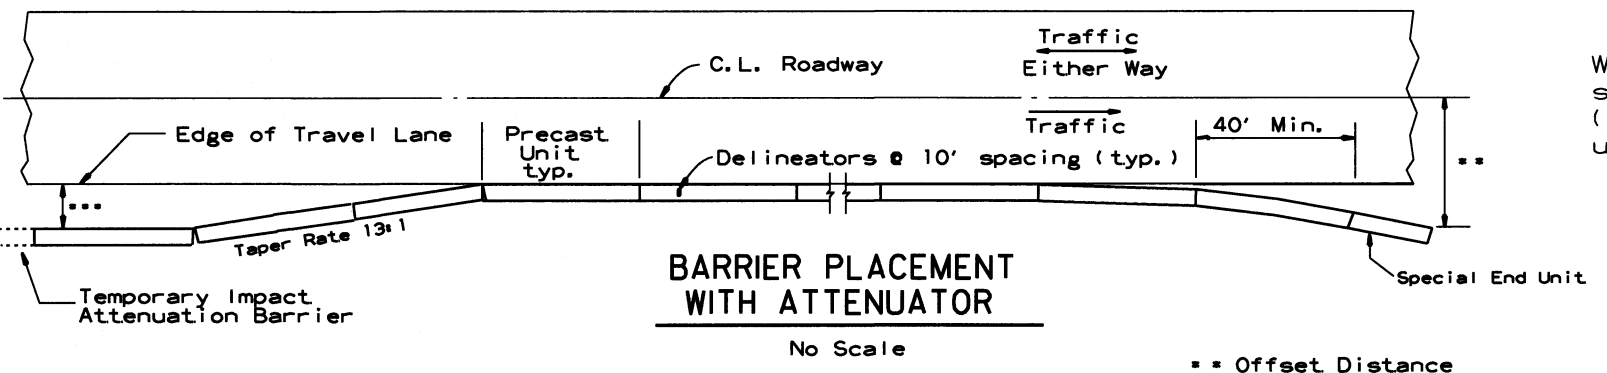 Traffic
Either Way
C.L. Roadway
Traffic
40' Min.
Edge of Travel Lane
Precast
Unit
typ.
Delineators @ 10' spacing (typ.)
**
***
Taper Rate 13:1
BARRIER PLACEMENT
WITH ATTENUATOR
No Scale
Special End Unit
Temporary Impact
Attenuation Barrier
** Offset Distance
W
s
(
u